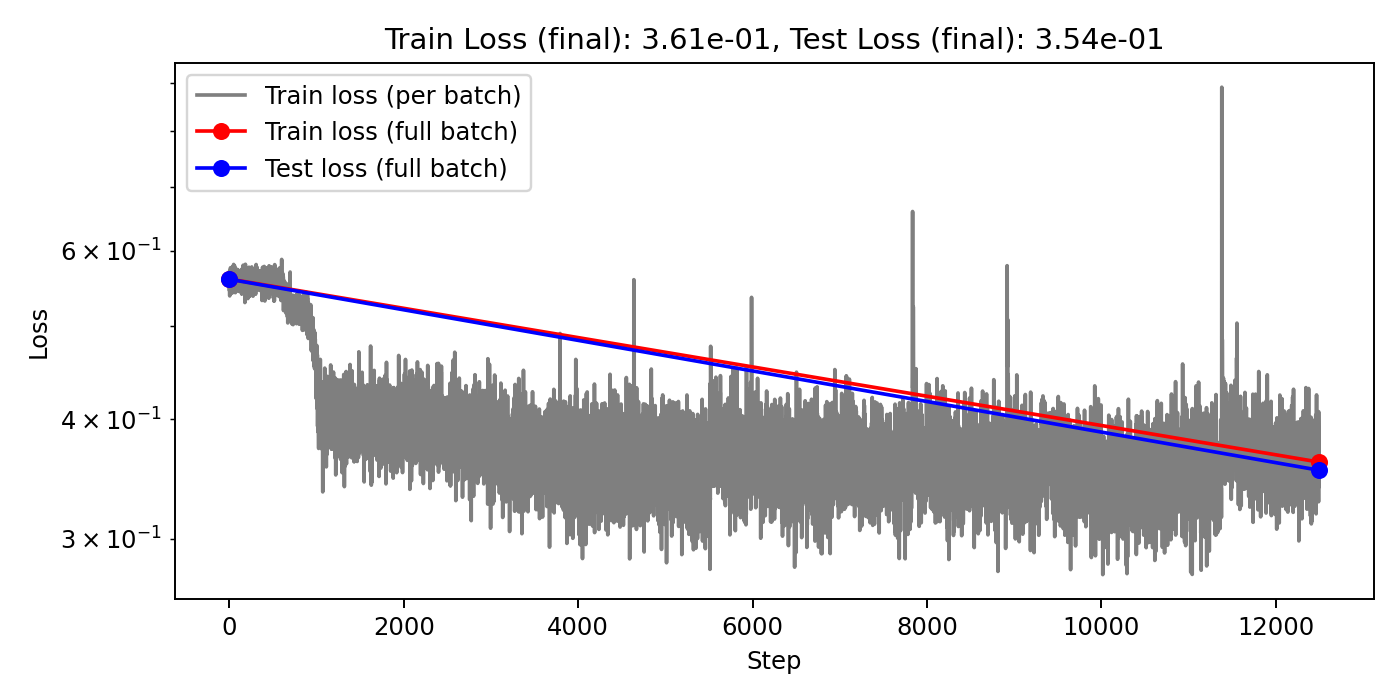 Train Loss (final): 3.61e-01, Test Loss (final): 3.54e-01
Train loss (per batch)
Train loss (full batch)
Test loss (full batch)
6 × 10⁻¹
4 × 10⁻¹
3 × 10⁻¹
Loss
0 2000 4000 6000 8000 10000 12000
Step